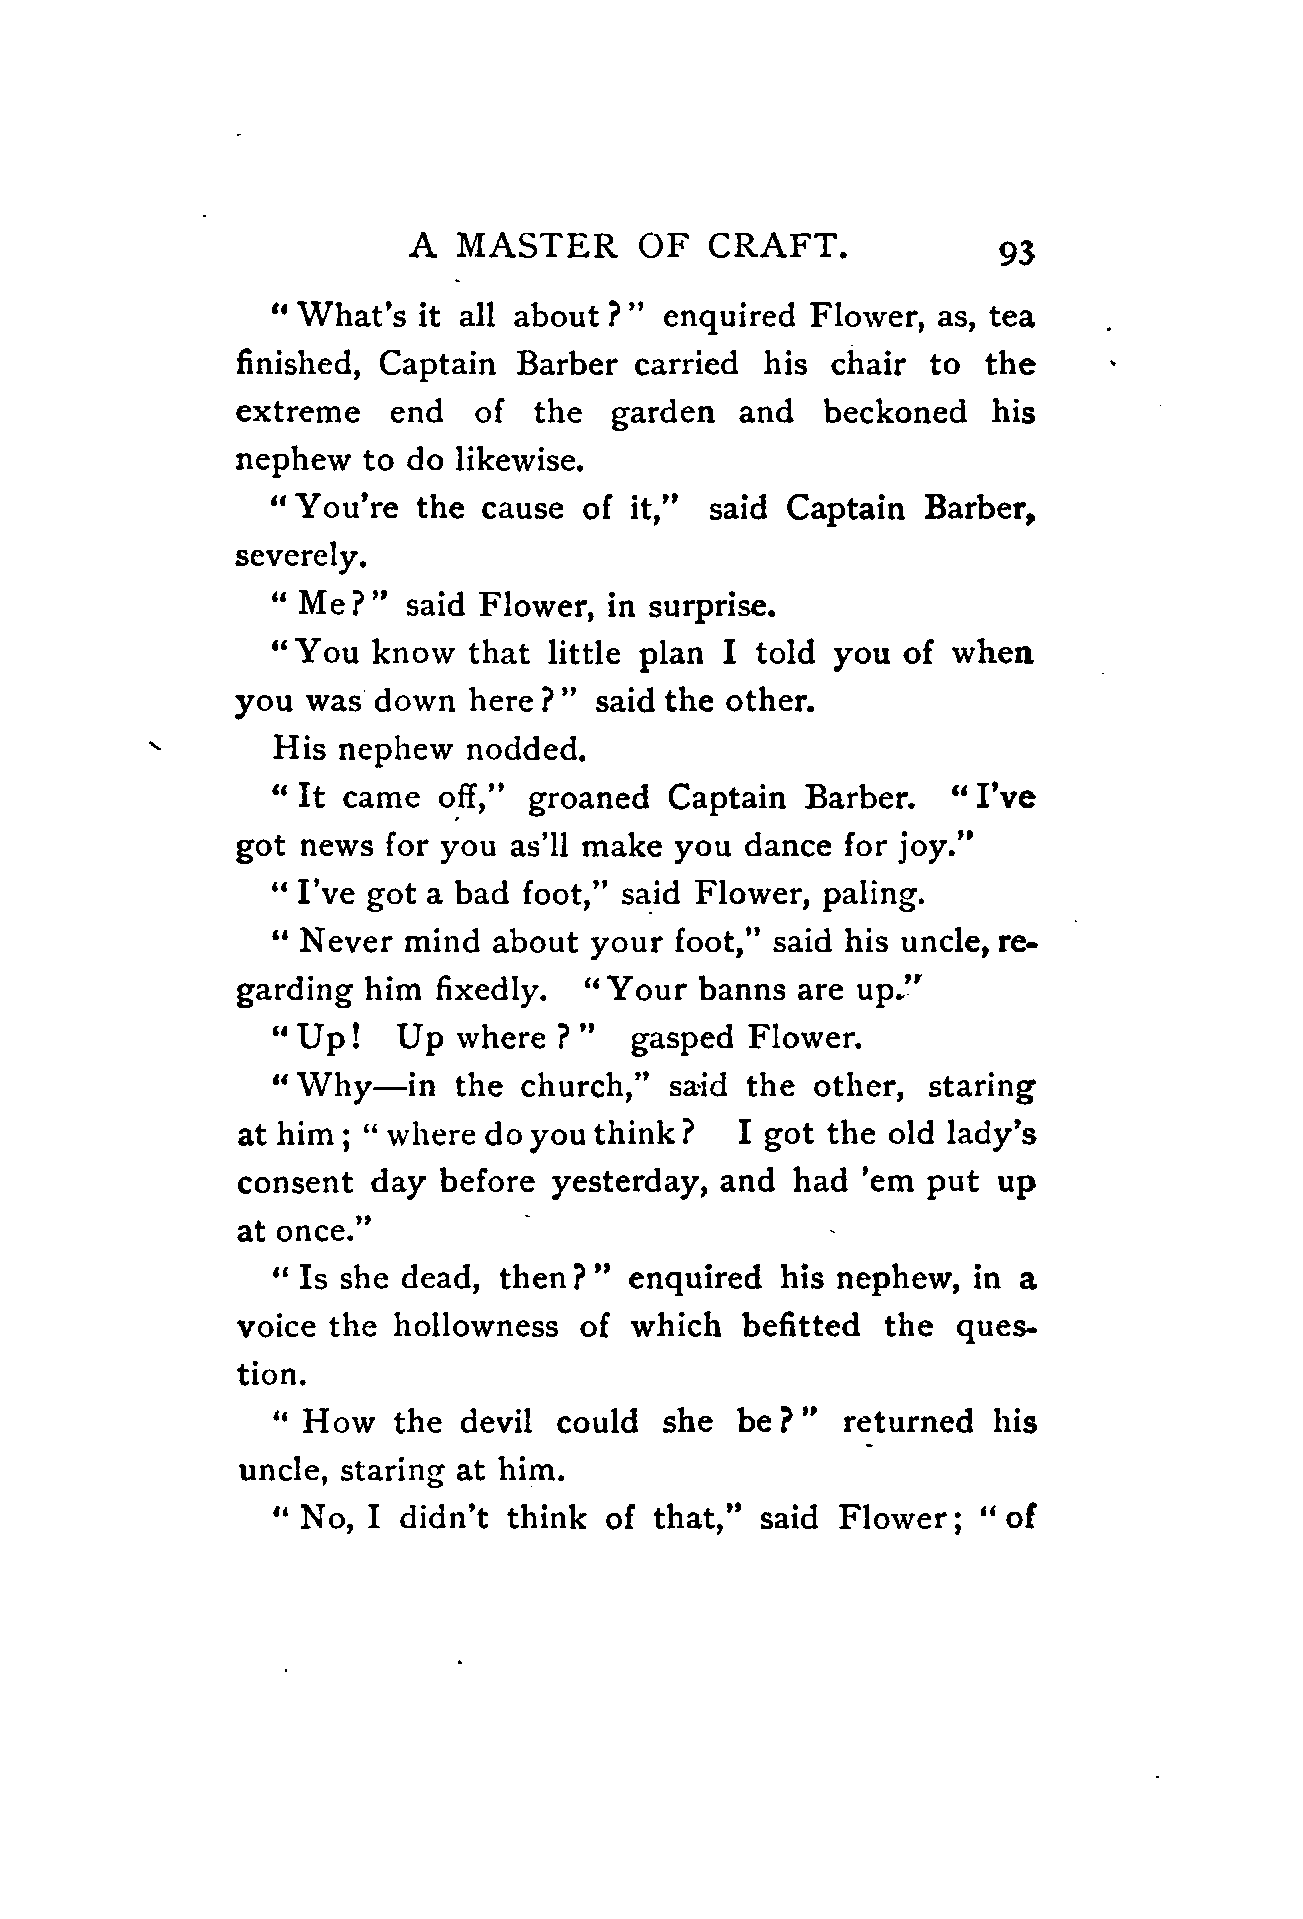 A MASTER OF CRAFT. 93
"What's it all about?" enquired Flower, as, tea
finished, Captain Barber carried his chair to the
extreme end of the garden and beckoned his
nephew to do likewise.
"You're the cause of it," said Captain Barber,
severely.
"Me?" said Flower, in surprise.
"You know that little plan I told you of when
you was down here?" said the other.
His nephew nodded.
"It came off," groaned Captain Barber. "I've
got news for you as'll make you dance for joy."
"I've got a bad foot," said Flower, paling.
"Never mind about your foot," said his uncle, re-
garding him fixedly. "Your banns are up."
"Up! Up where?" gasped Flower.
"Why—in the church," said the other, staring
at him; "where do you think? I got the old lady's
consent day before yesterday, and had 'em put up
at once."
"Is she dead, then?" enquired his nephew, in a
voice the hollowness of which befitted the ques-
tion.
"How the devil could she be?" returned his
uncle, staring at him.
"No, I didn't think of that," said Flower; "of